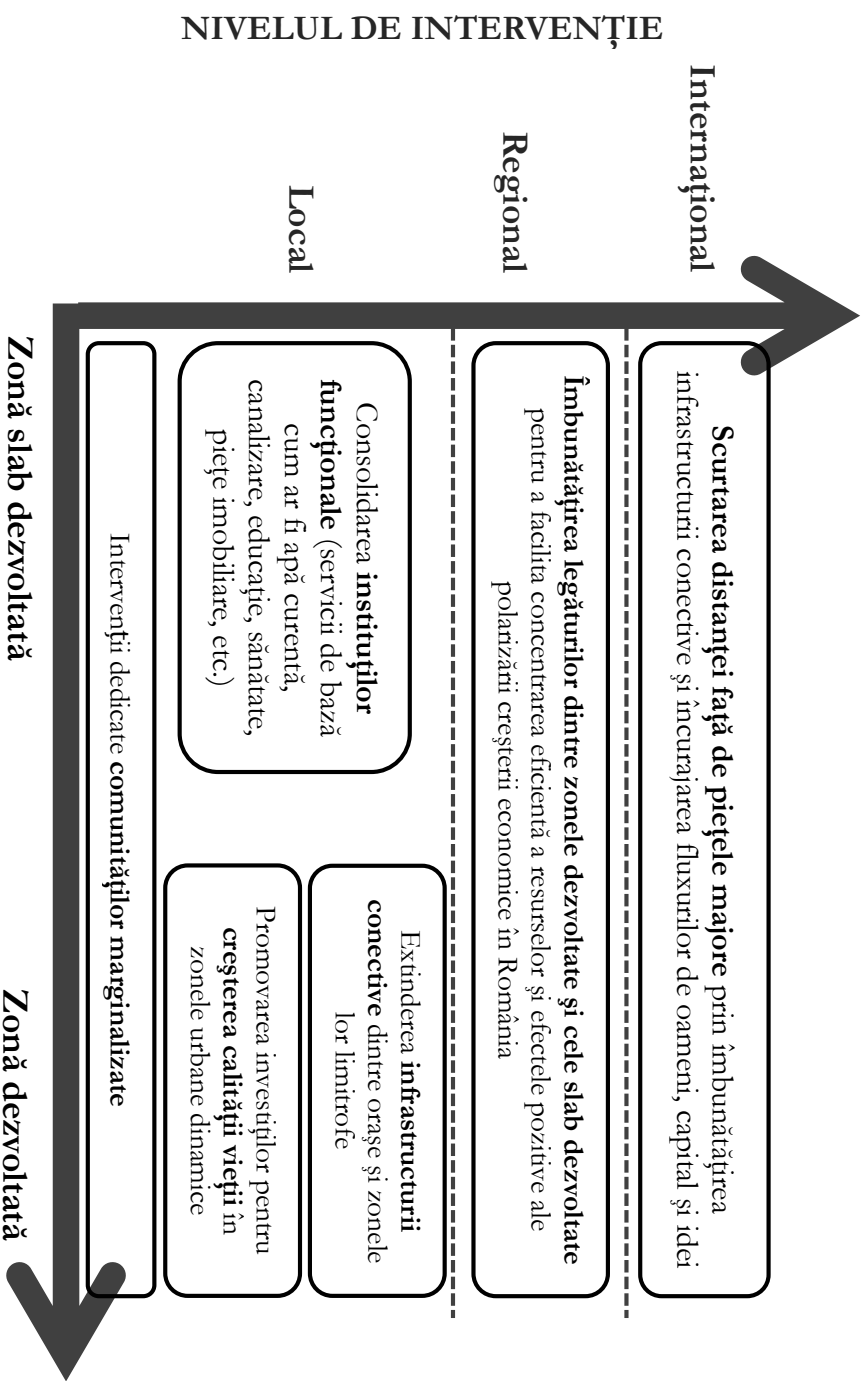 NIVELUL DE INTERVENȚIE
Internațional
Scurtarea distanței față de piețele majore prin îmbunătățirea
infrastructurii conective și încurajarea fluxurilor de oameni, capital și idei
Regional
Îmbunătățirea legăturilor dintre zonele dezvoltate și cele slab dezvoltate
pentru a facilita concentrarea eficientă a resurselor și efectele pozitive ale
polarizării creșterii economice în România
Local
Consolidarea instituțiilor
funcționale (servicii de bază
cum ar fi apă curentă,
canalizare, educație, sănătate,
piețe imobiliare, etc.)
Extinderea infrastructurii
conective dintre orașe și zonele
lor limitrofe
Promovarea investițiilor pentru
creșterea calității vieții în
zonele urbane dinamice
Intervenții dedicate comunităților marginalizate
Zonă slab dezvoltată
Zonă dezvoltată